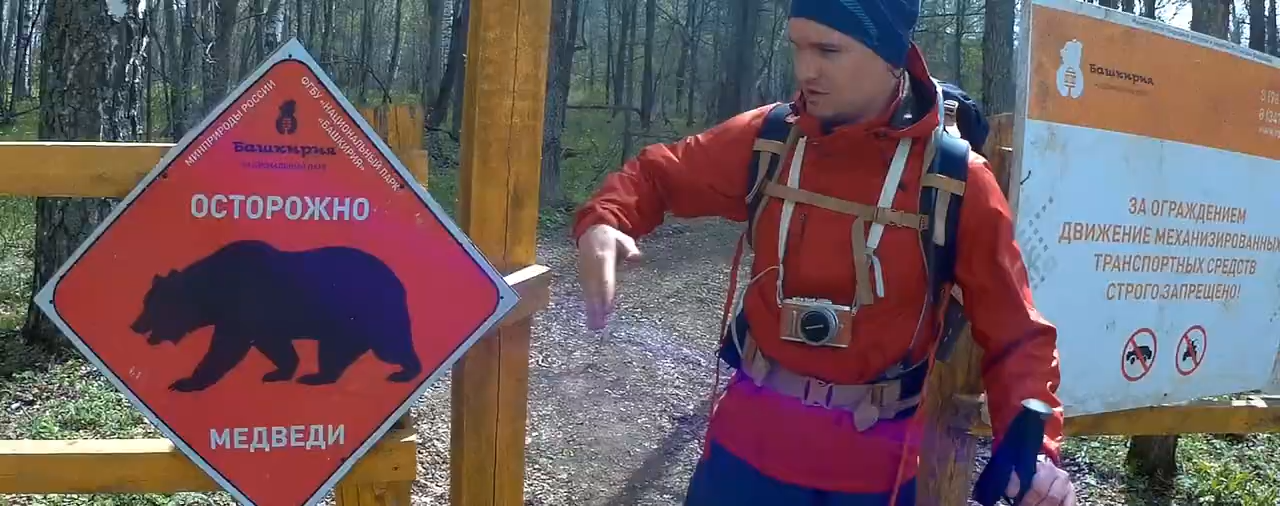 МИНПРИРОДЫ РОССИИ
ФГБУ «НАЦИОНАЛЬНЫЙ ПАРК
«БАШКИРИЯ»
Башкирия
НАЦИОНАЛЬНЫЙ ПАРК
ОСТОРОЖНО
МЕДВЕДИ
Башкирия
ЗА ОГРАЖДЕНИЕМ
ДВИЖЕНИЕ МЕХАНИЗИРОВАННЫХ
ТРАНСПОРТНЫХ СРЕДСТВ
СТРОГО ЗАПРЕЩЕНО!